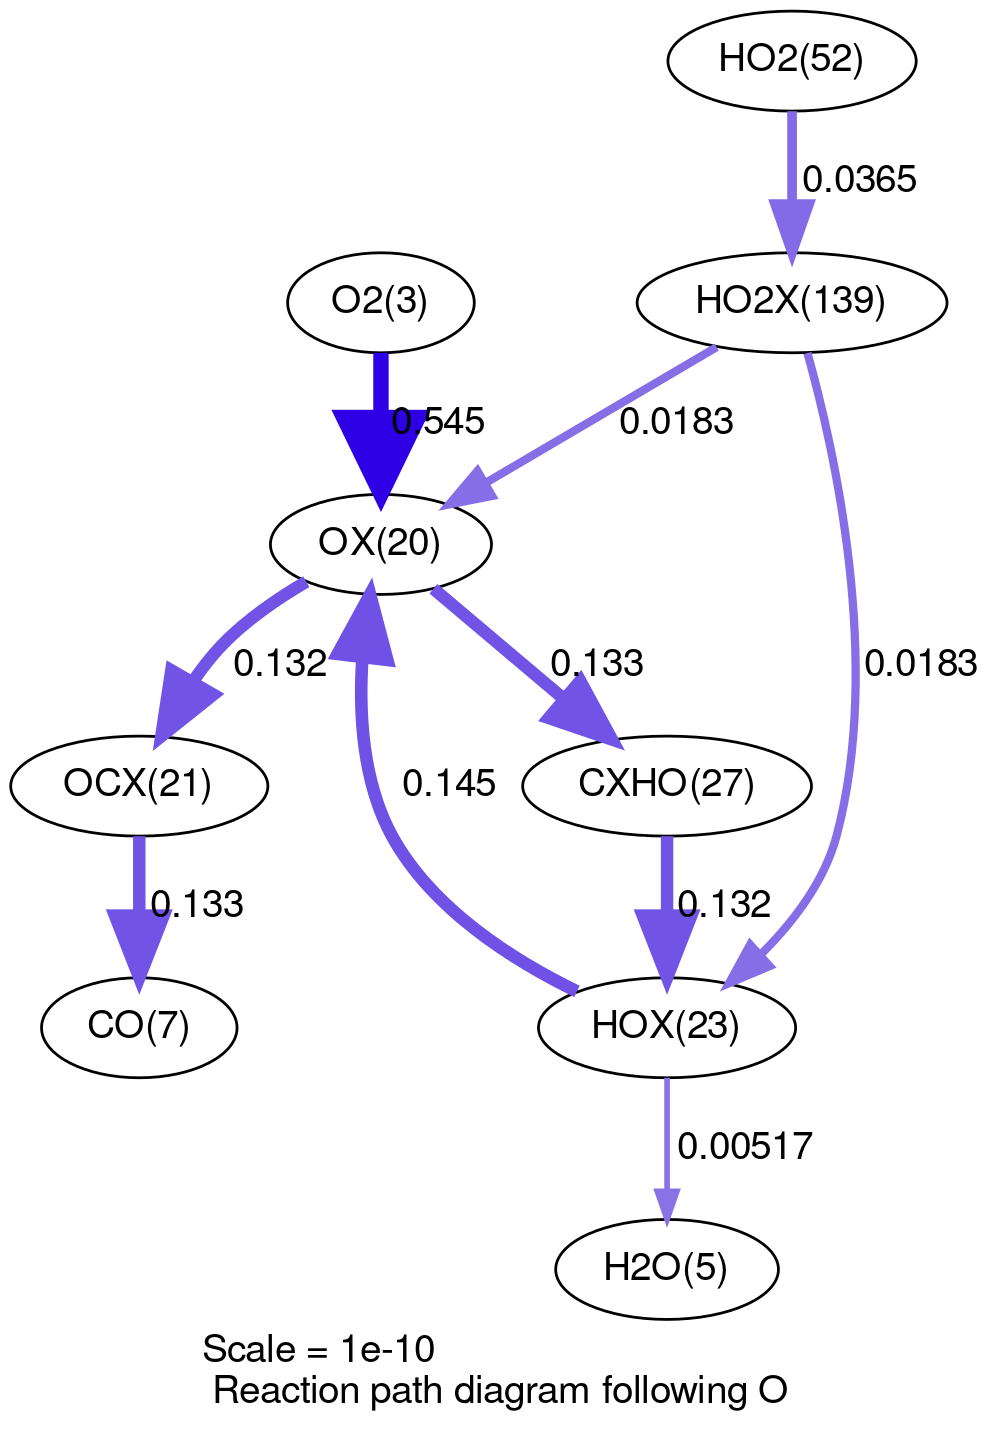 HO2(52)
0.0365
O2(3)
HO2X(139)
0.545
0.0183
OX(20)
0.132
0.133
0.0183
OCX(21)
0.145
CXHO(27)
0.133
0.132
CO(7)
HOX(23)
0.00517
H2O(5)
Scale = 1e-10
Reaction path diagram following O